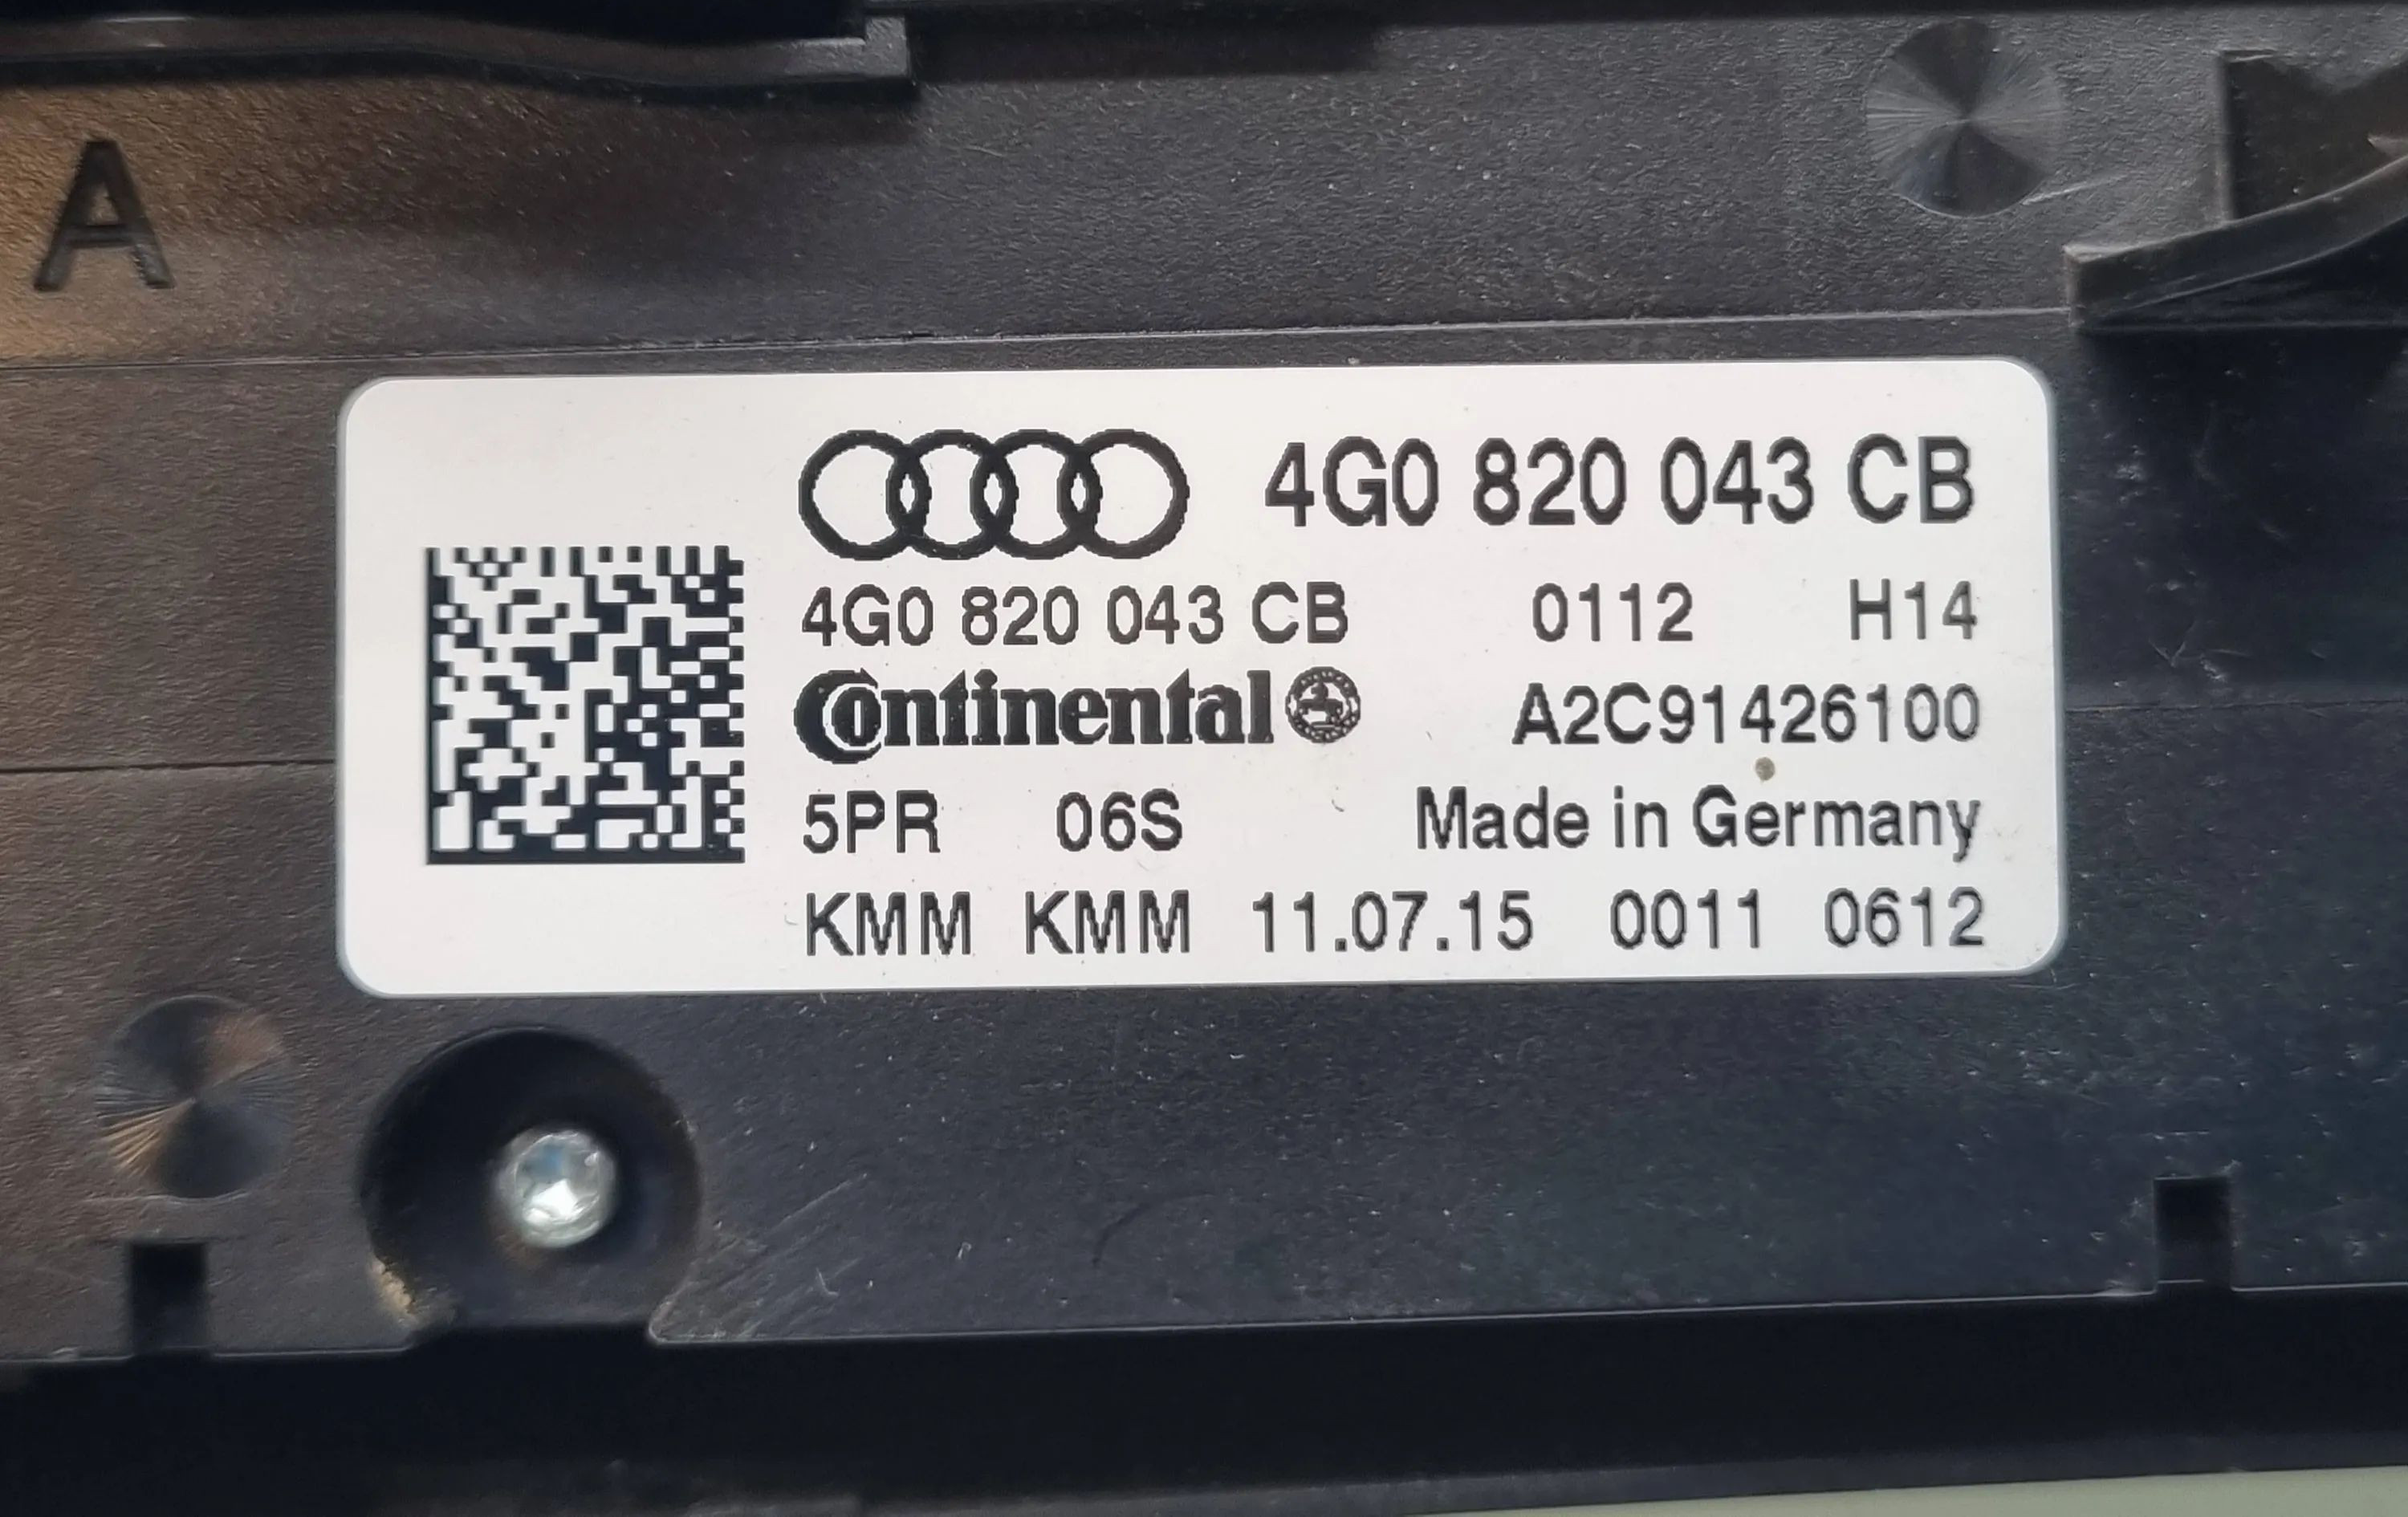 A
4G0 820 043 CB
4G0 820 043 CB 0112 H14
Continental A2C91426100
5PR 06S Made in Germany
KMM KMM 11.07.15 0011 0612